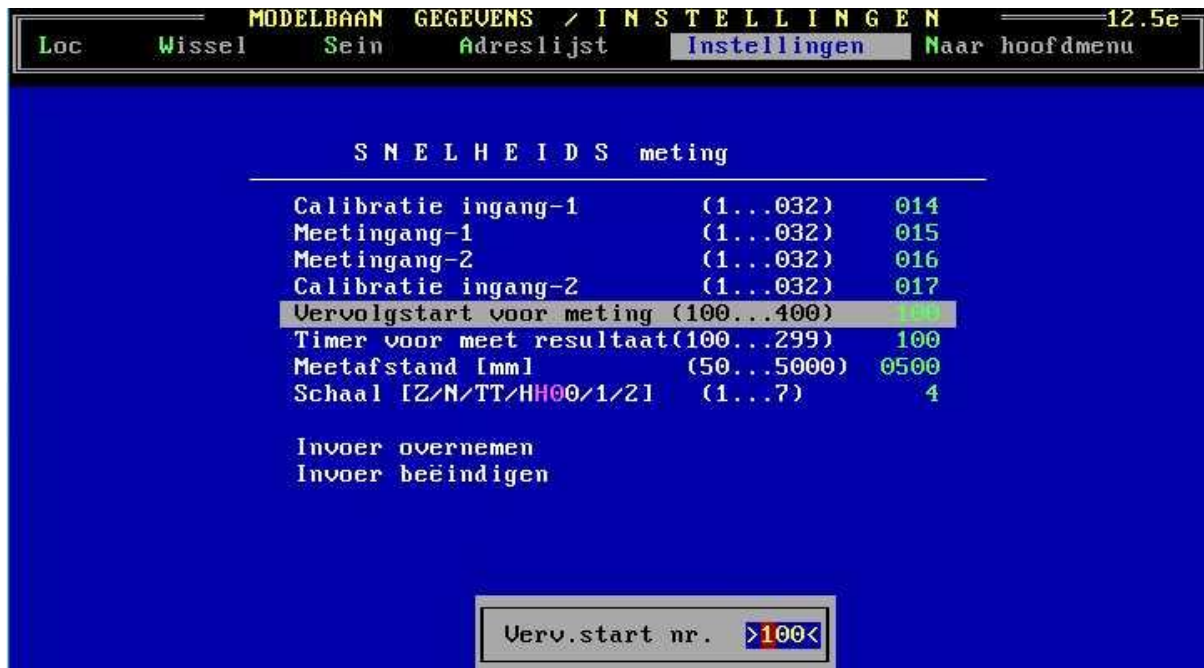 MODELBAAN GEGEVENS / I N S T E L L I N G E N 12.5e
Loc Wissel Sein Adreslijst Instellingen Naar hoofdmenu
S N E L H E I D S meting
Calibratie ingang-1 (1...032) 014
Meetingang-1 (1...032) 015
Meetingang-2 (1...032) 016
Calibratie ingang-2 (1...032) 017
Vervolgstart voor meting (100...400) 100
Timer voor meet resultaat(100...299) 100
Meetafstand [mm] (50...5000) 0500
Schaal [Z/N/TT/HH00/1/2] (1...7) 4
Invoer overnemen
Invoer beëindigen
Verv.start nr. >100<